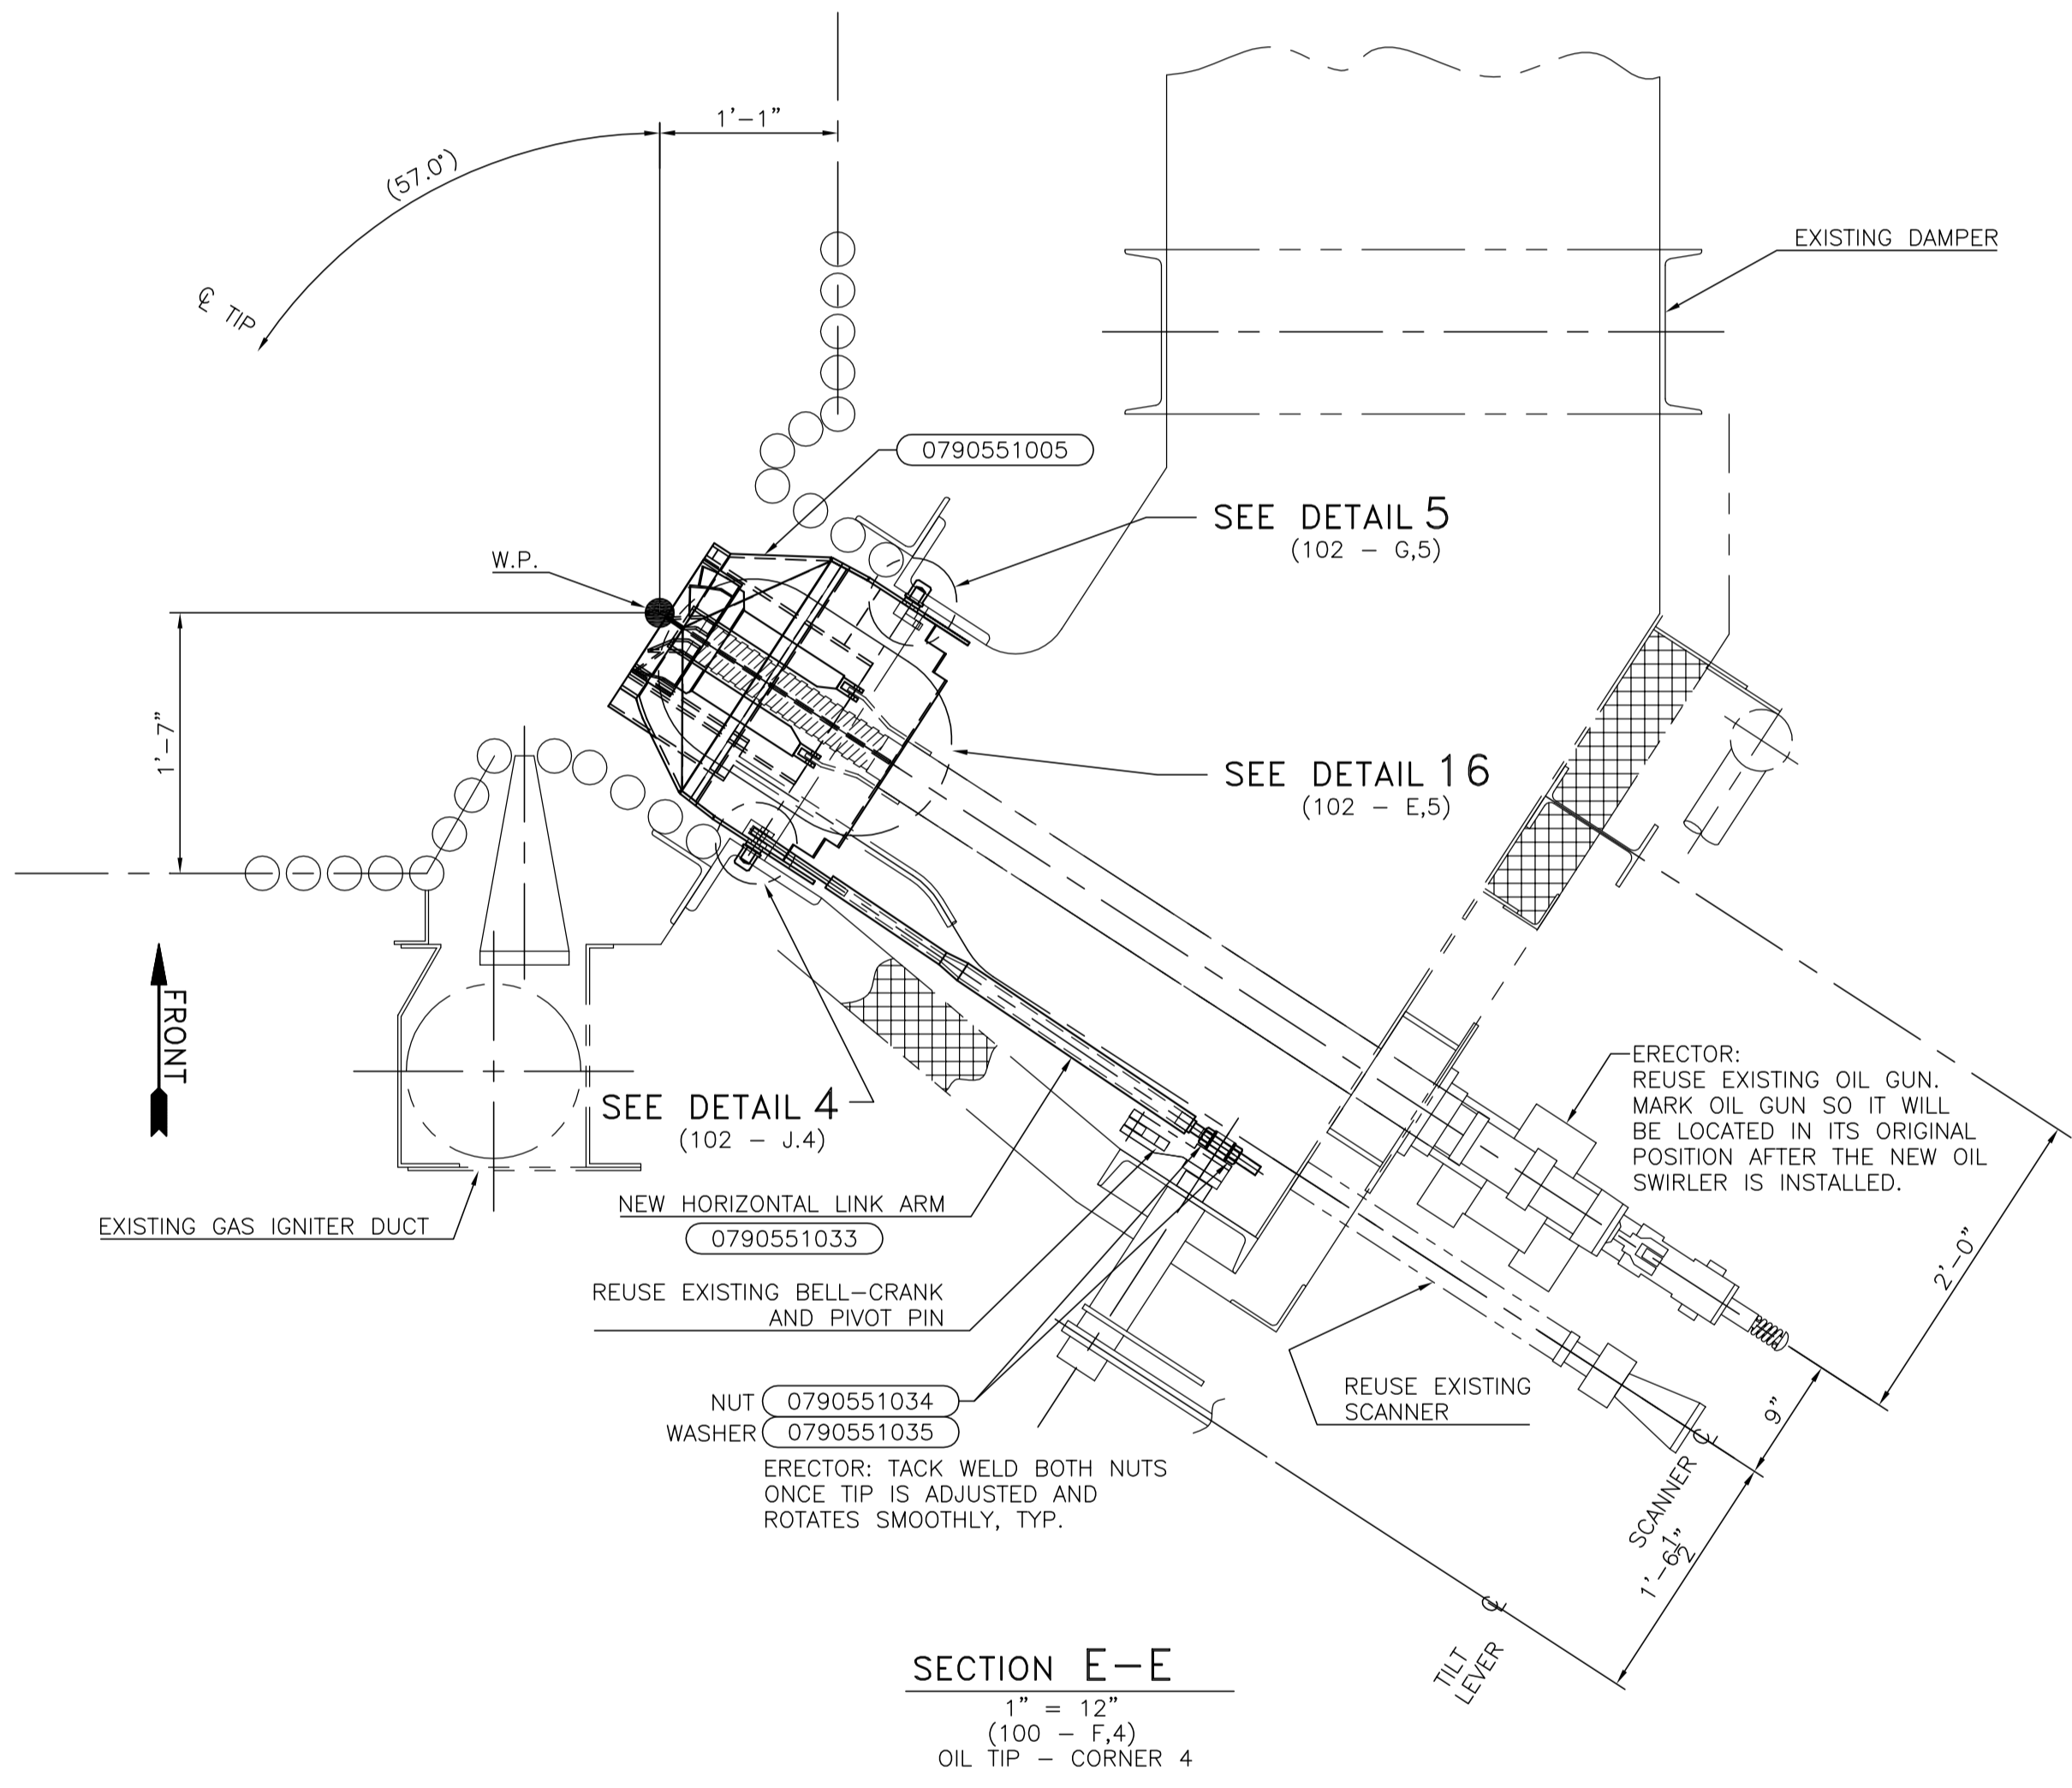 1'-1"
(57.0°)
℄ TIP
EXISTING DAMPER
0790551005
SEE DETAIL 5
(102 - G,5)
W.P.
1'-7"
SEE DETAIL 16
(102 - E,5)
FRONT
SEE DETAIL 4
(102 - J.4)
ERECTOR:
REUSE EXISTING OIL GUN.
MARK OIL GUN SO IT WILL
BE LOCATED IN ITS ORIGINAL
POSITION AFTER THE NEW OIL
SWIRLER IS INSTALLED.
NEW HORIZONTAL LINK ARM
0790551033
EXISTING GAS IGNITER DUCT
REUSE EXISTING BELL-CRANK
AND PIVOT PIN
2'-0"
REUSE EXISTING
SCANNER
9"
NUT 0790551034
WASHER 0790551035
ERECTOR: TACK WELD BOTH NUTS
ONCE TIP IS ADJUSTED AND
ROTATES SMOOTHLY, TYP.
SCANNER ℄
1'-6 1/2"
℄
TILT
LEVER
SECTION E-E
1" = 12"
(100 - F,4)
OIL TIP - CORNER 4